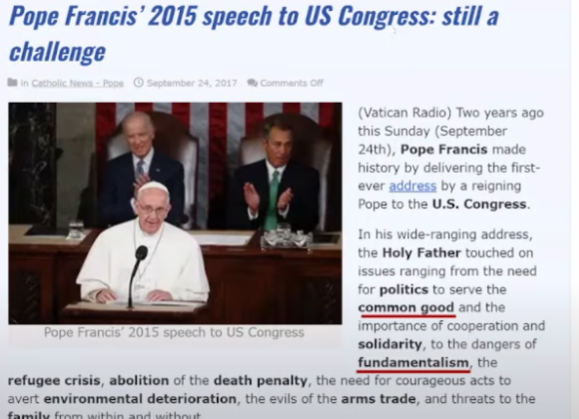 Pope Francis’ 2015 speech to US Congress: still a
challenge
in Catholic News - Pope September 24, 2017 Comments Off
(Vatican Radio) Two years ago
this Sunday (September
24th), Pope Francis made
history by delivering the first-
ever address by a reigning
Pope to the U.S. Congress.
In his wide-ranging address,
the Holy Father touched on
issues ranging from the need
for politics to serve the
common good and the
importance of cooperation and
solidarity, to the dangers of
fundamentalism, the
Pope Francis’ 2015 speech to US Congress
refugee crisis, abolition of the death penalty, the need for courageous acts to
avert environmental deterioration, the evils of the arms trade, and threats to the
family from within and without.